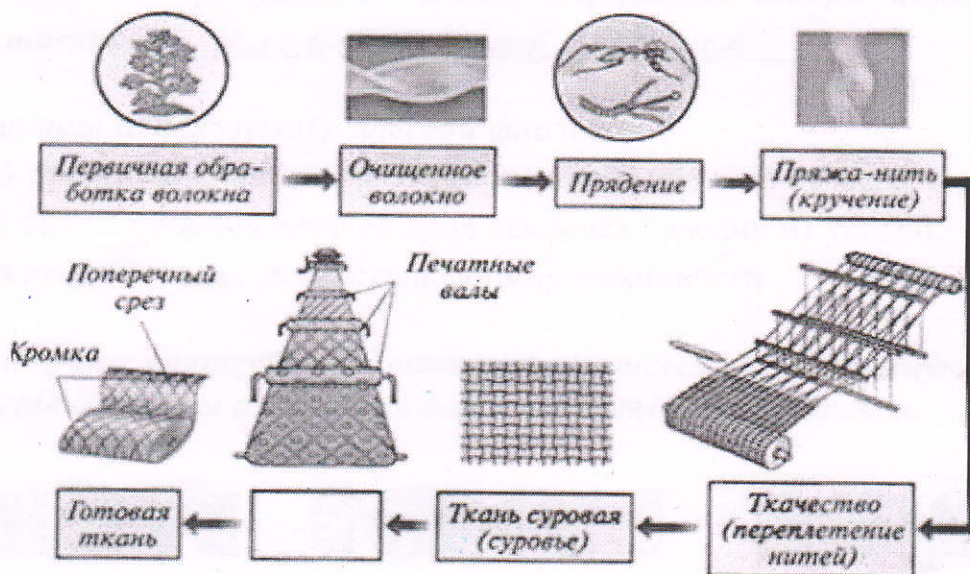 Первичная обра-
ботка волокна
Очищенное
волокно
Прядение
Пряжа-нить
(кручение)
Поперечный
срез
Кромка
Печатные
валы
Готовая
ткань
Ткань суровая
(суровье)
Ткачество
(переплетение
нитей)